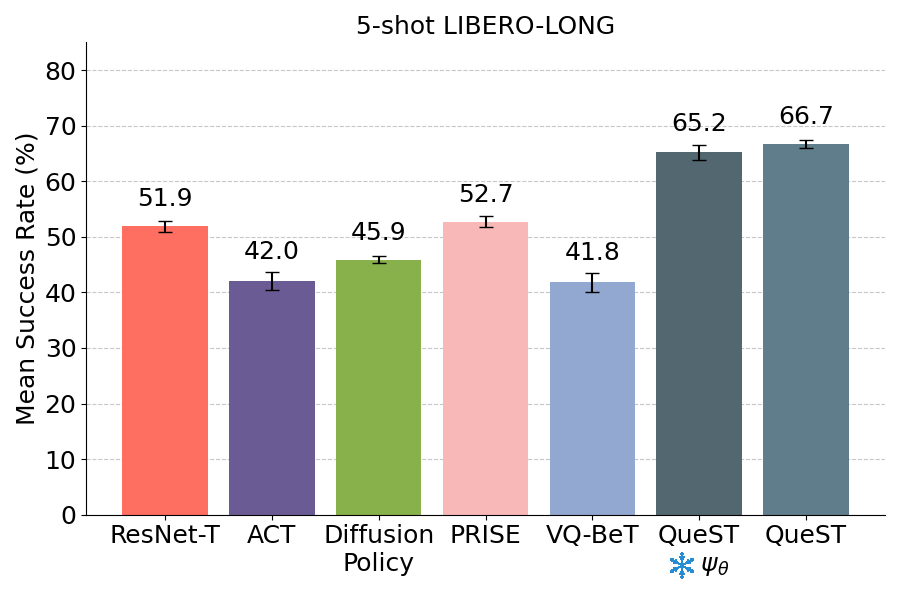 5-shot LIBERO-LONG
Mean Success Rate (%)
80
70
60
50
40
30
20
10
0
51.9
42.0
45.9
52.7
41.8
65.2
66.7
ResNet-T
ACT
Diffusion
Policy
PRISE
VQ-BeT
QueST
ψθ
QueST